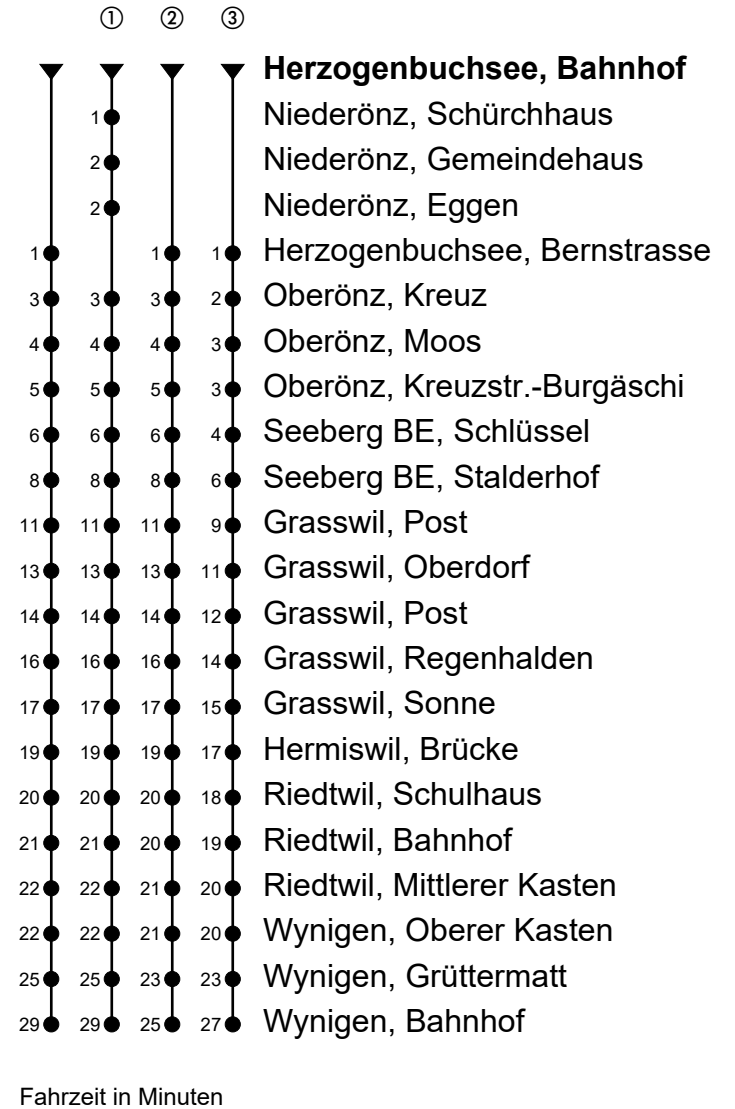 ① ② ③
Herzogenbuchsee, Bahnhof
1 Niederönz, Schürchhaus
2 Niederönz, Gemeindehaus
2 Niederönz, Eggen
1 1 1 Herzogenbuchsee, Bernstrasse
3 3 3 2 Oberönz, Kreuz
4 4 4 3 Oberönz, Moos
5 5 5 3 Oberönz, Kreuzstr.-Burgäschi
6 6 6 4 Seeberg BE, Schlüssel
8 8 8 6 Seeberg BE, Stalderhof
11 11 11 9 Grasswil, Post
13 13 13 11 Grasswil, Oberdorf
14 14 14 12 Grasswil, Post
16 16 16 14 Grasswil, Regenhalden
17 17 17 15 Grasswil, Sonne
19 19 19 17 Hermiswil, Brücke
20 20 20 18 Riedtwil, Schulhaus
21 21 20 19 Riedtwil, Bahnhof
22 22 21 20 Riedtwil, Mittlerer Kasten
22 22 21 20 Wynigen, Oberer Kasten
25 25 23 23 Wynigen, Grüttermatt
29 29 25 27 Wynigen, Bahnhof
Fahrzeit in Minuten